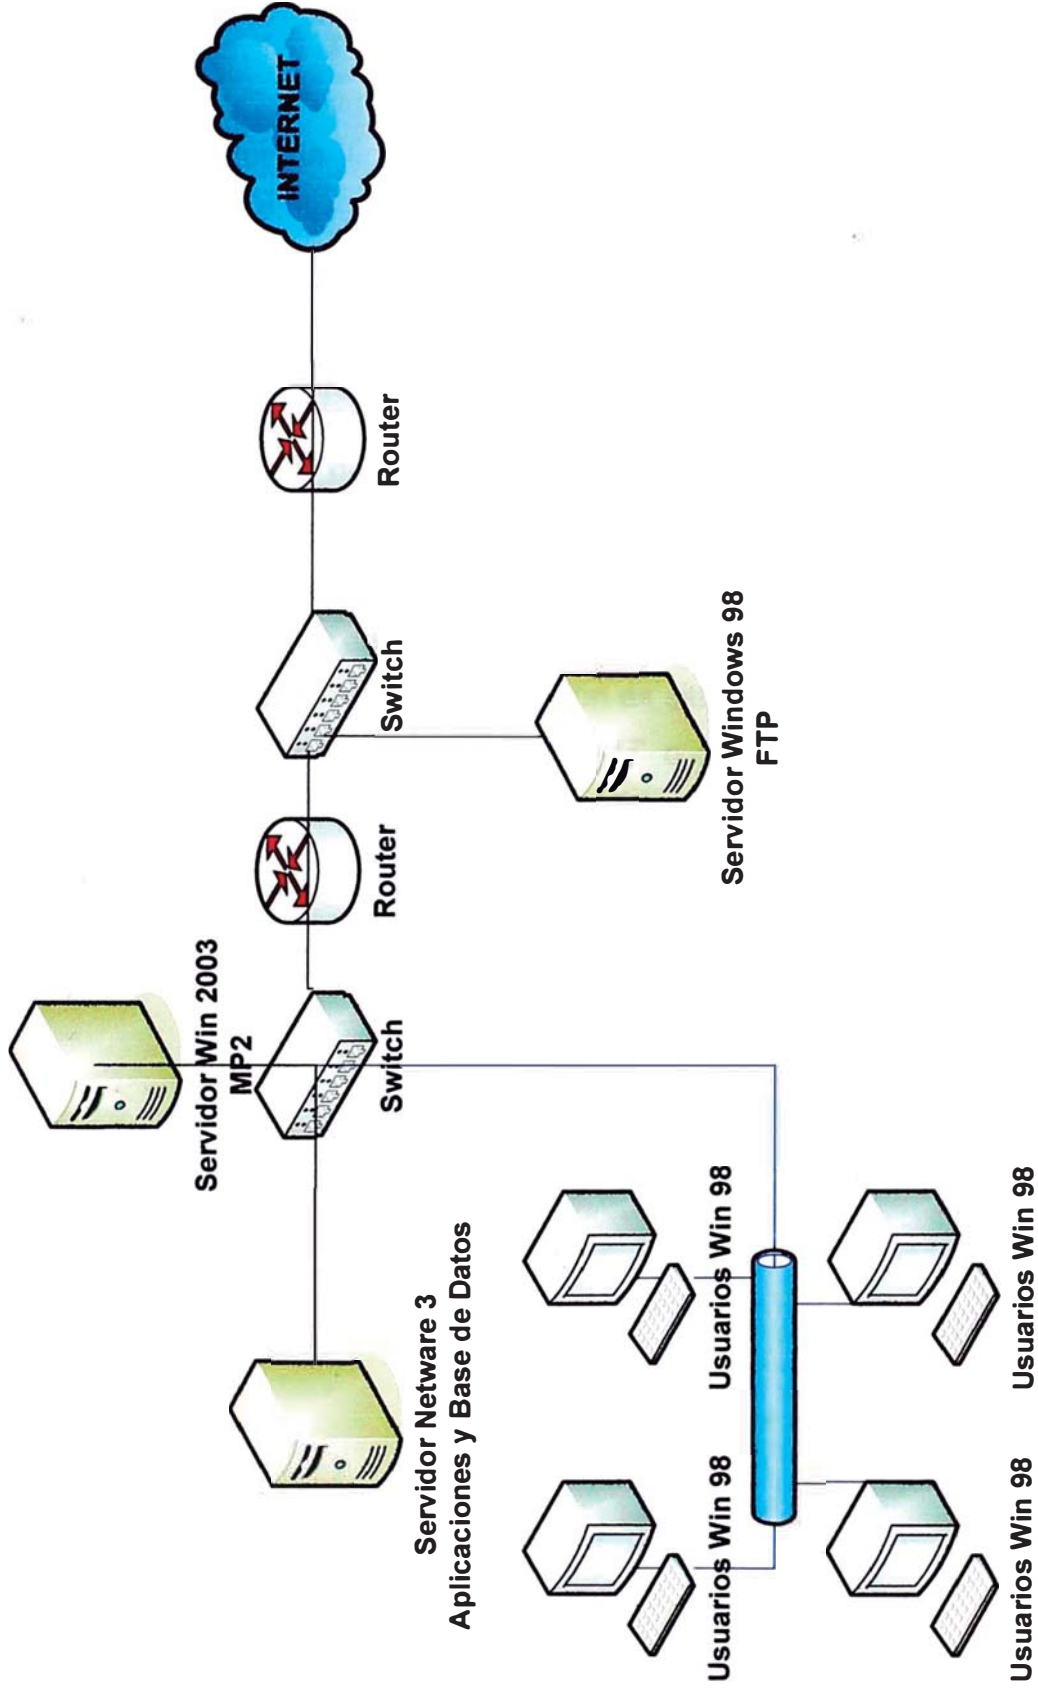 INTERNET
Router
Switch
Servidor Windows 98
FTP
Router
Servidor Win 2003
MP2
Switch
Servidor Netware 3
Aplicaciones y Base de Datos
Usuarios Win 98
Usuarios Win 98
Usuarios Win 98
Usuarios Win 98